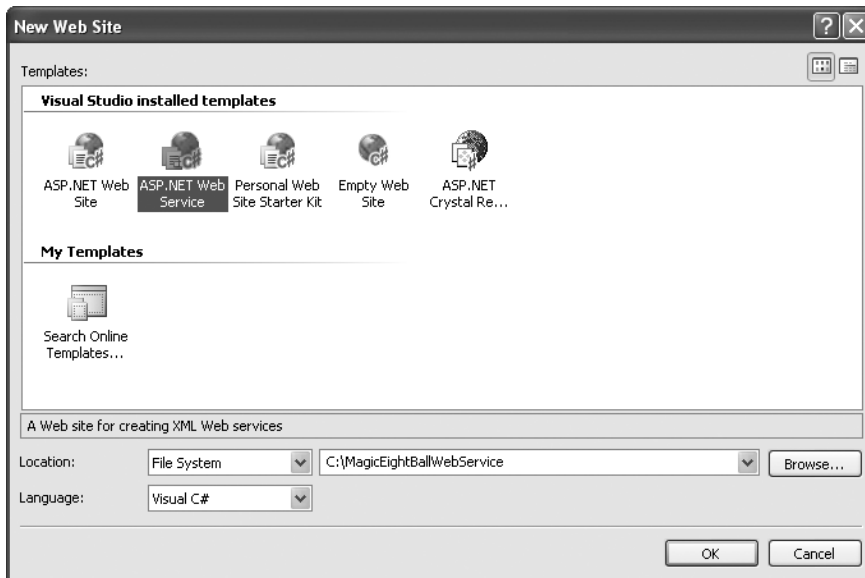 New Web Site
Templates:
Visual Studio installed templates
ASP.NET Web
Site
ASP.NET Web
Service
Personal Web
Site Starter Kit
Empty Web
Site
ASP.NET
Crystal Re...
My Templates
Search Online
Templates...
A Web site for creating XML Web services
Location:
File System
C:\MagicEightBallWebService
Browse...
Language:
Visual C#
OK
Cancel